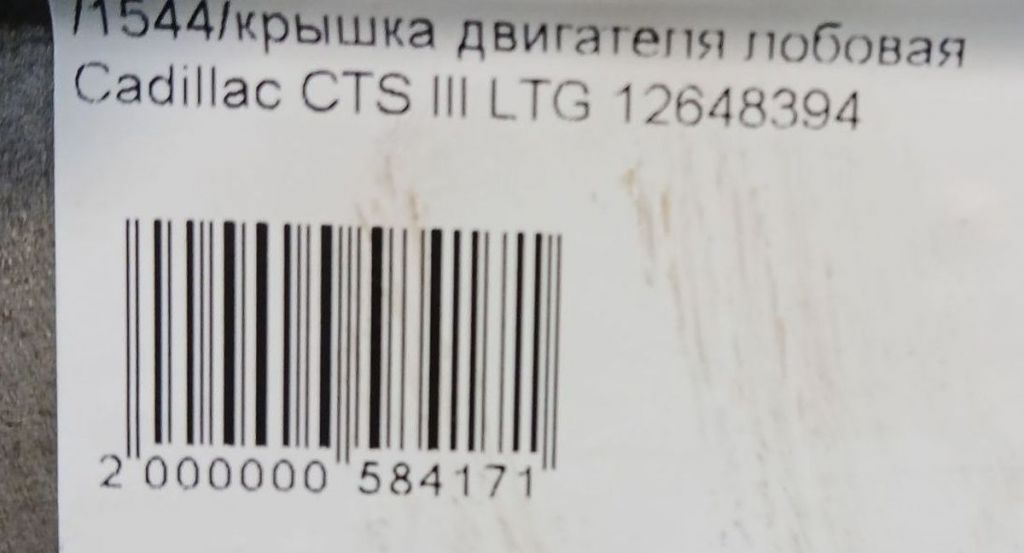 /1544/крышка двигателя лобовая
Cadillac CTS III LTG 12648394
2 000000 584171